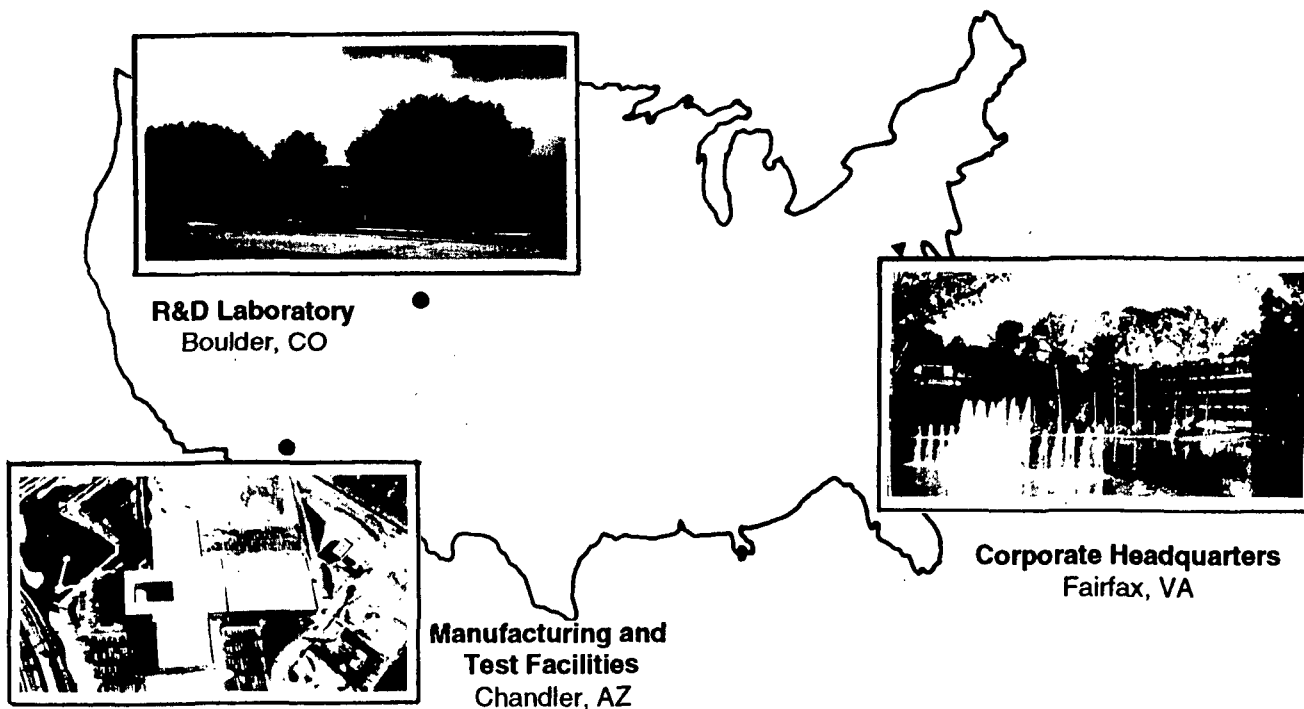 R&D Laboratory
Boulder, CO
Corporate Headquarters
Fairfax, VA
Manufacturing and
Test Facilities
Chandler, AZ